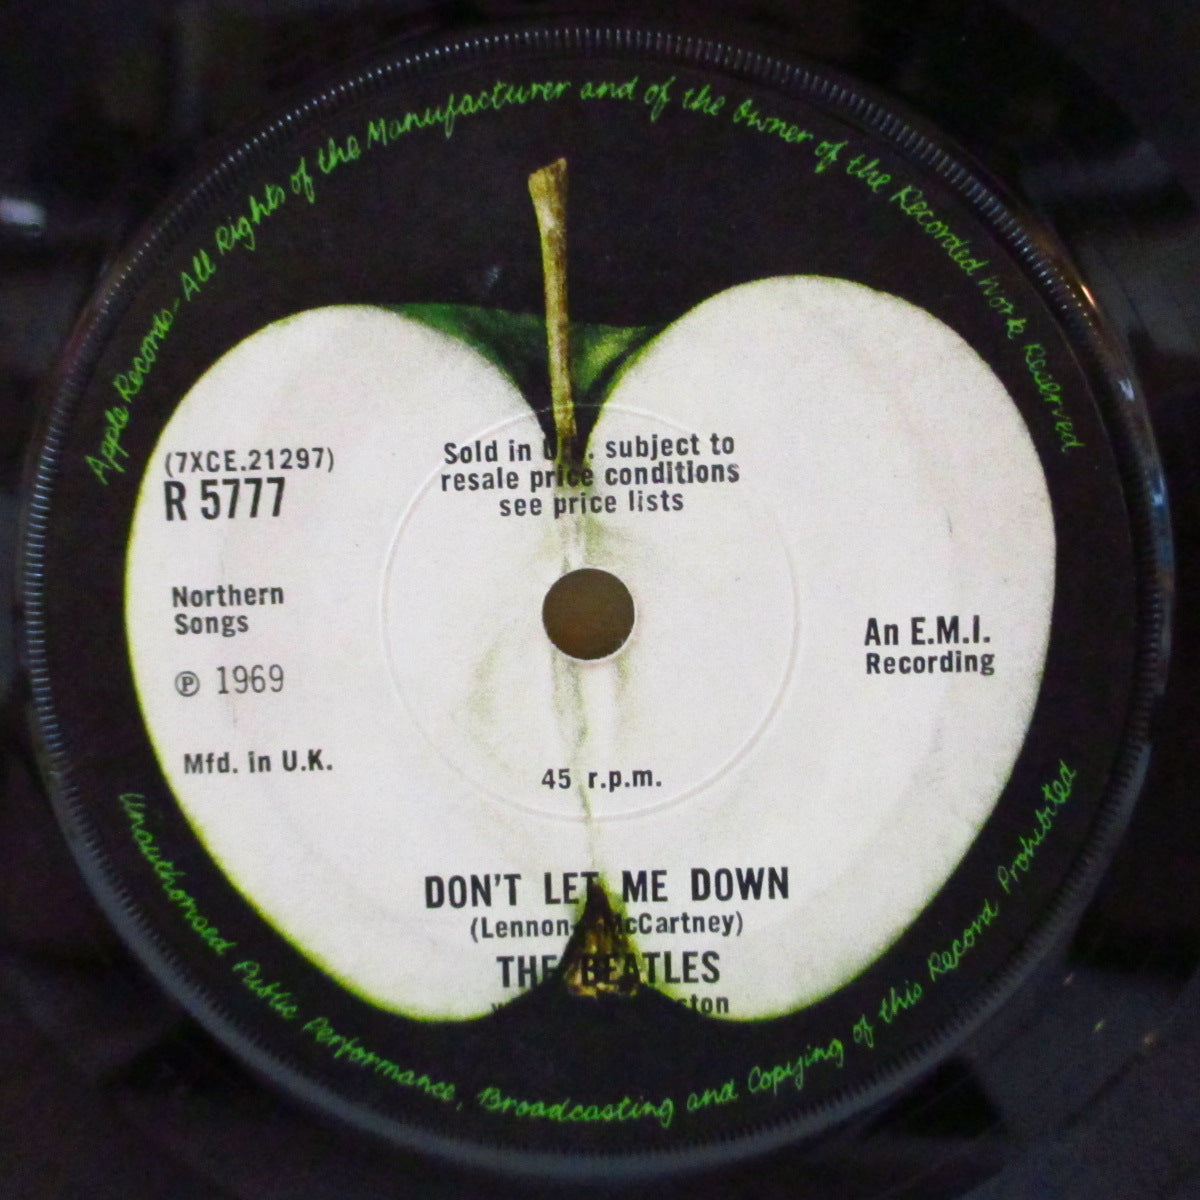 Apple Records-All Rights of the Manufacturer and of the Owner of the Recorded Work Reserved
Sold in U.K. subject to
resale price conditions
see price lists
(7XCE.21297)
R 5777
Northern
Songs
℗ 1969
An E.M.I.
Recording
Mfd. in U.K.
45 r.p.m.
DON'T LET ME DOWN
(Lennon-McCartney)
THE BEATLES
Unauthorised Public Performance, Broadcasting and Copying of this Record Prohibited